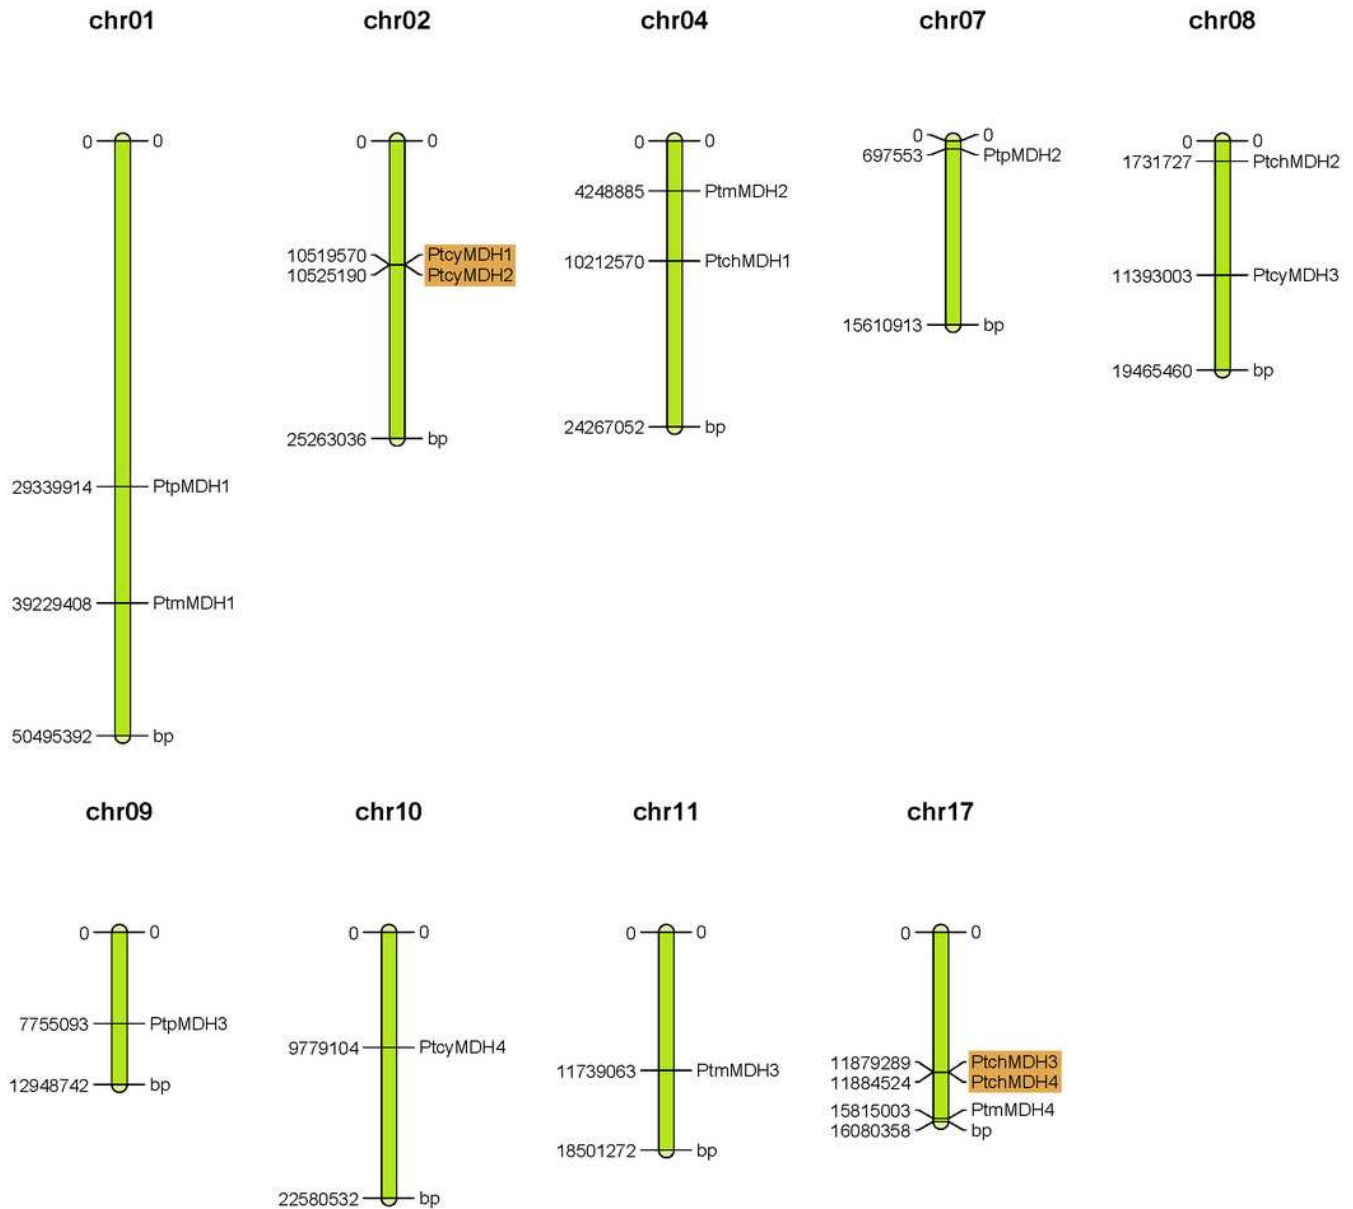 chr01
0 0
29339914 PtpMDH1
39229408 PtmMDH1
50495392 bp
chr02
0 0
10519570 PtcyMDH1
10525190 PtcyMDH2
25263036 bp
chr04
0 0
4248885 PtmMDH2
10212570 PtchMDH1
24267052 bp
chr07
0 0
697553 PtpMDH2
15610913 bp
chr08
0 0
1731727 PtchMDH2
11393003 PtcyMDH3
19465460 bp
chr09
0 0
7755093 PtpMDH3
12948742 bp
chr10
0 0
9779104 PtcyMDH4
22580532 bp
chr11
0 0
11739063 PtmMDH3
18501272 bp
chr17
0 0
11879289 PtchMDH3
11884524 PtchMDH4
15815003 PtmMDH4
16080358 bp